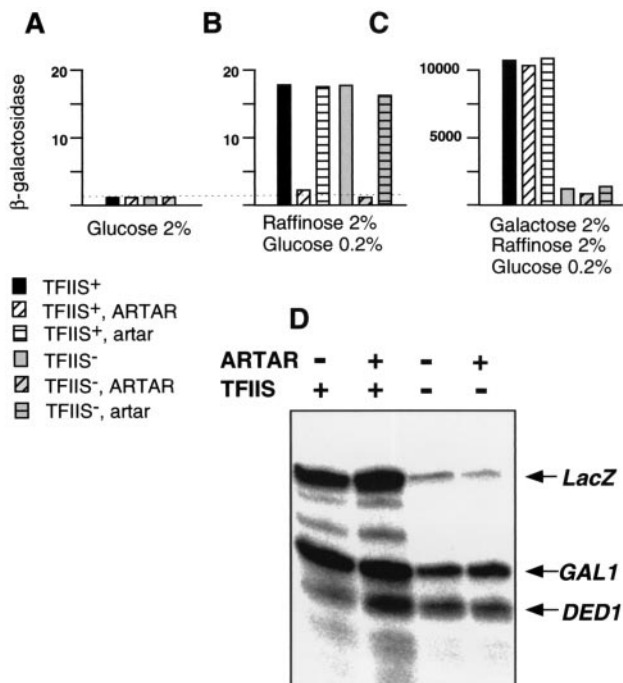 A
B
C
β-galactosidase
20
10
Glucose 2%
20
10
Raffinose 2%
Glucose 0.2%
10000
5000
Galactose 2%
Raffinose 2%
Glucose 0.2%
TFIIS+
TFIIS+, ARTAR
TFIIS+, artar
TFIIS-
TFIIS-, ARTAR
TFIIS-, artar
D
ARTAR - + - +
TFIIS + + - -
LacZ
GAL1
DED1